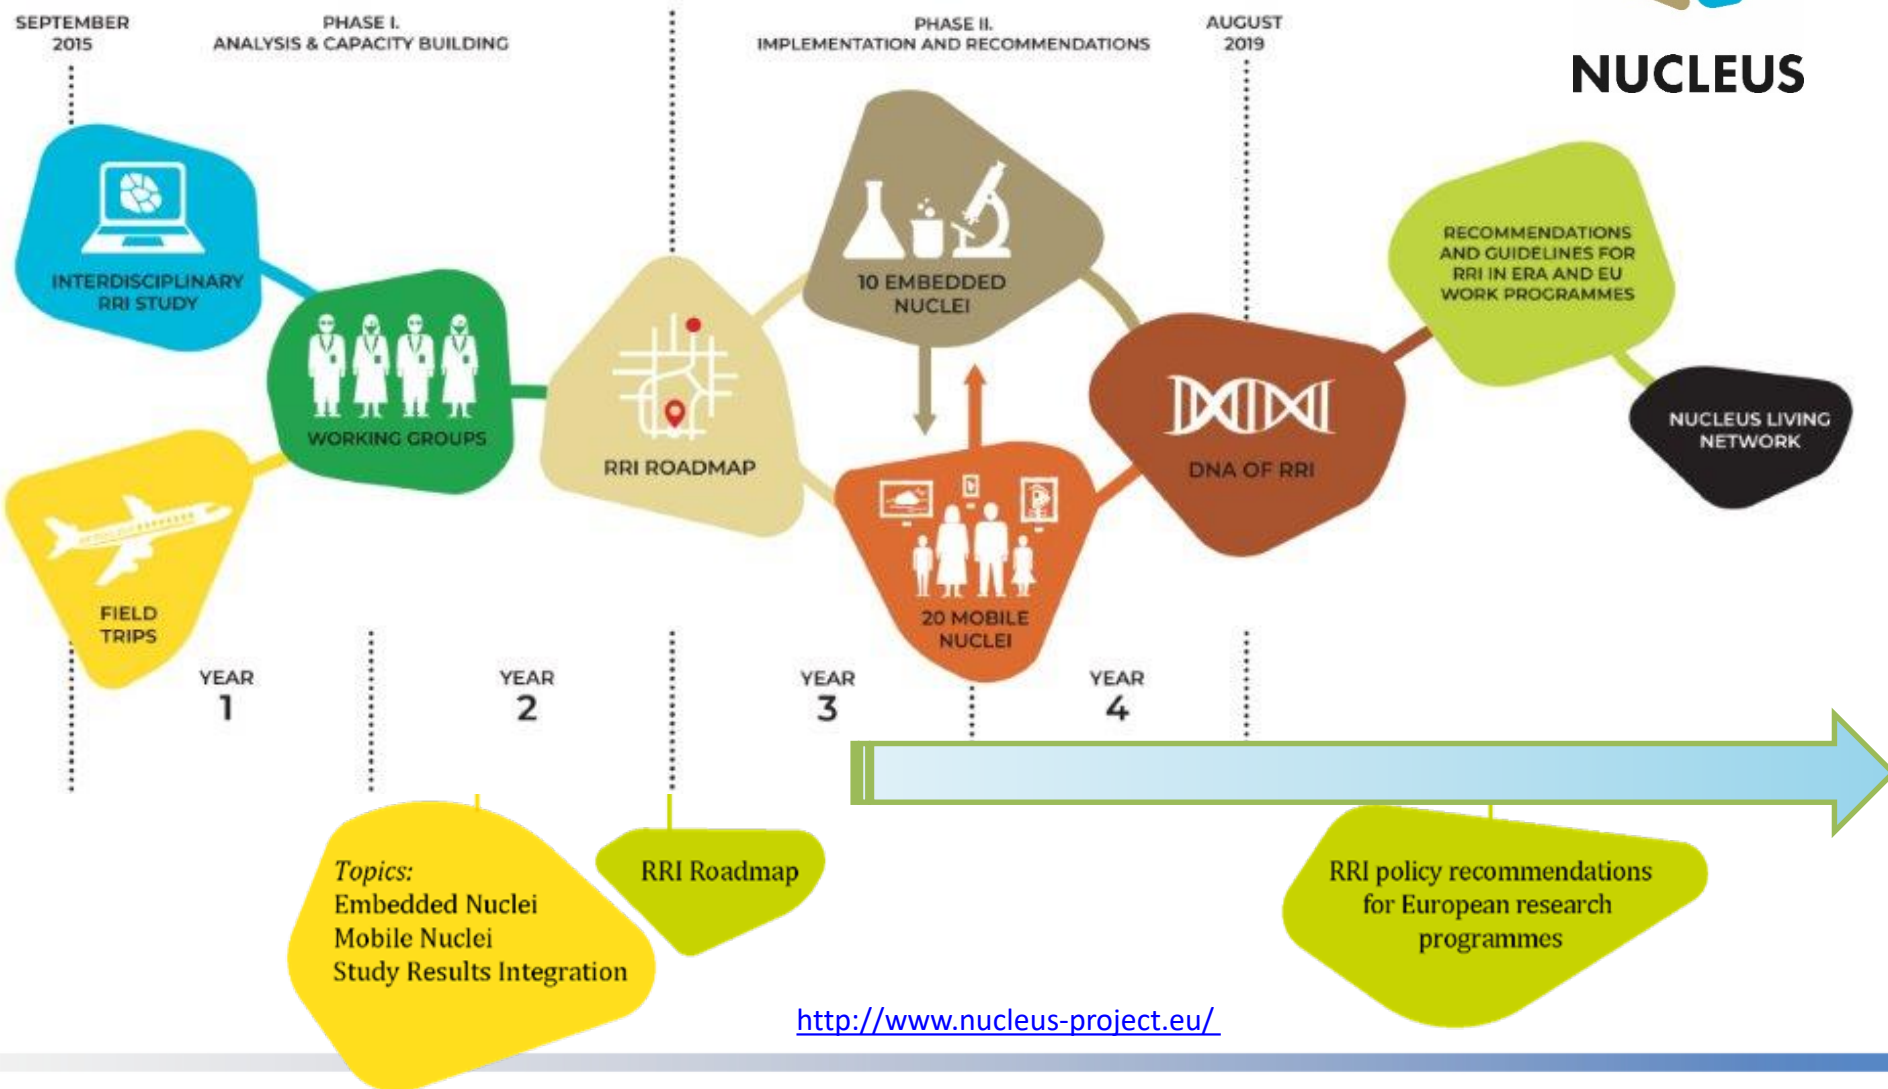 SEPTEMBER
2015
PHASE I.
ANALYSIS & CAPACITY BUILDING
PHASE II.
IMPLEMENTATION AND RECOMMENDATIONS
AUGUST
2019
NUCLEUS
INTERDISCIPLINARY
RRI STUDY
WORKING GROUPS
FIELD
TRIPS
RRI ROADMAP
10 EMBEDDED
NUCLEI
20 MOBILE
NUCLEI
DNA OF RRI
RECOMMENDATIONS
AND GUIDELINES FOR
RRI IN ERA AND EU
WORK PROGRAMMES
NUCLEUS LIVING
NETWORK
YEAR
1
YEAR
2
YEAR
3
YEAR
4
Topics:
Embedded Nuclei
Mobile Nuclei
Study Results Integration
RRI Roadmap
RRI policy recommendations
for European research
programmes
http://www.nucleus-project.eu/